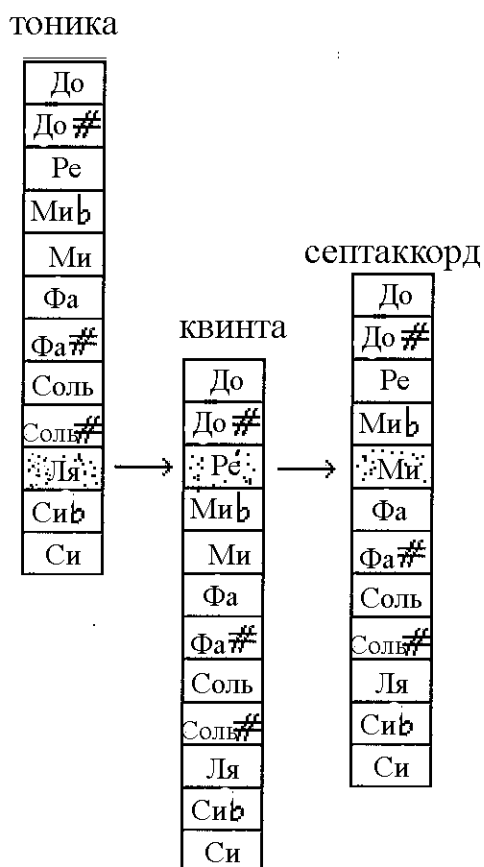 тоника
До
До#
Ре
Ми♭
Ми
Фа
Фа#
Соль
Соль#
Ля
Си♭
Си
квинта
До
До#
Ре
Ми♭
Ми
Фа
Фа#
Соль
Соль#
Ля
Си♭
Си
септаккорд
До
До#
Ре
Ми♭
Ми
Фа
Фа#
Соль
Соль#
Ля
Си♭
Си